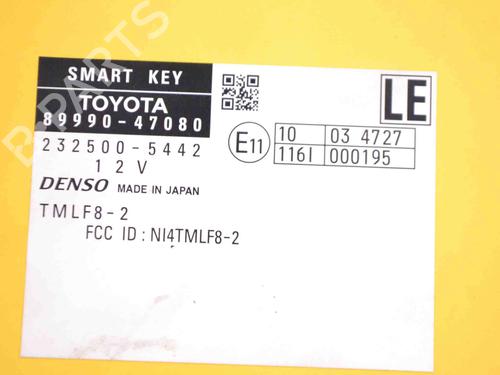 B-PARTS
SMART KEY
TOYOTA
89990-47080
232500-5442
12V
DENSO MADE IN JAPAN
TMLF8-2
FCC ID : NI4TMLF8-2
LE
E11
10 03 4727
116I 000195